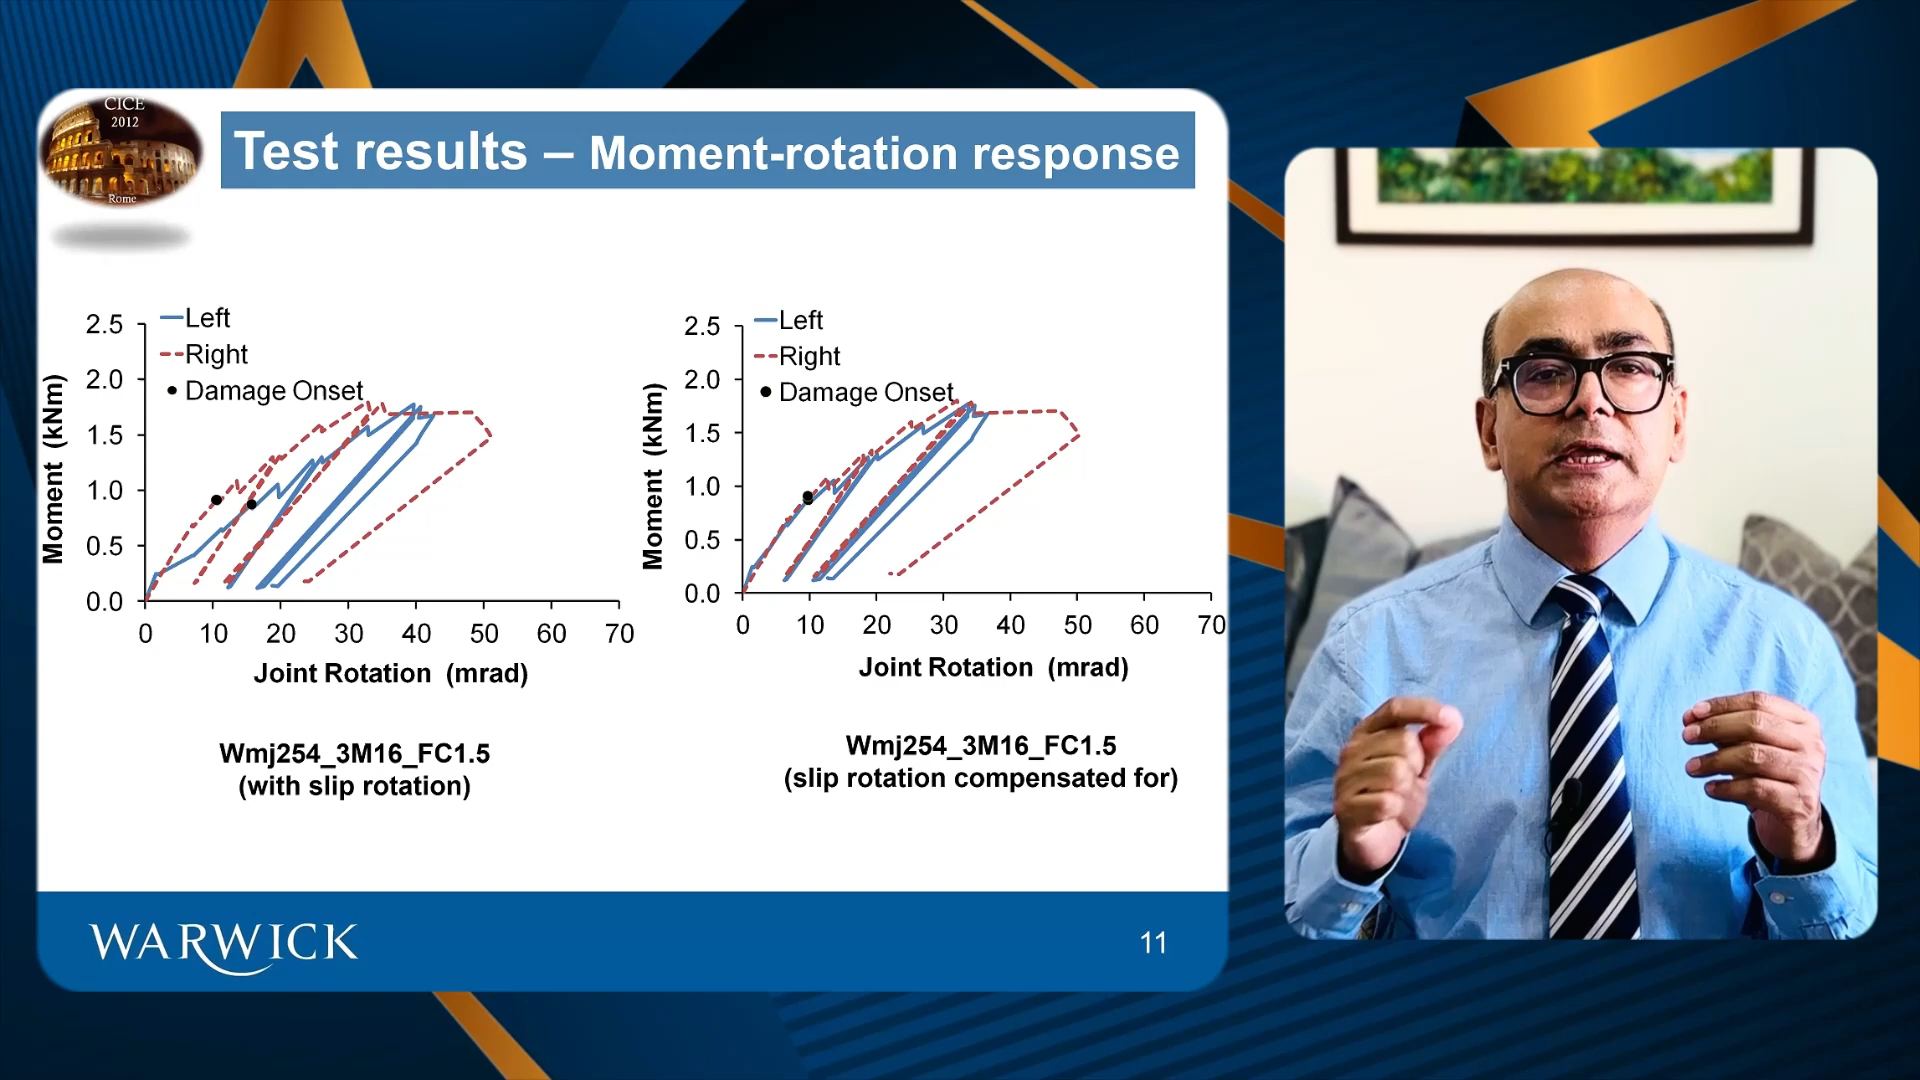 CICE
2012
Rome
Test results – Moment-rotation response
Left
Right
Damage Onset
2.5
2.0
1.5
1.0
0.5
0.0
Moment (kNm)
0 10 20 30 40 50 60 70
Joint Rotation (mrad)
Wmj254_3M16_FC1.5
(with slip rotation)
Left
Right
Damage Onset
2.5
2.0
1.5
1.0
0.5
0.0
Moment (kNm)
0 10 20 30 40 50 60 70
Joint Rotation (mrad)
Wmj254_3M16_FC1.5
(slip rotation compensated for)
WARWICK
11